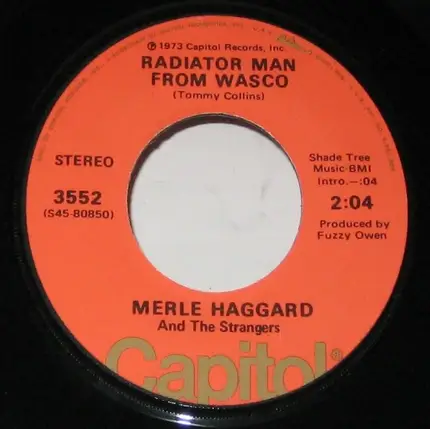 ℗ 1973 Capitol Records, Inc.
RADIATOR MAN
FROM WASCO
(Tommy Collins)
STEREO
3552
(S45-80850)
Shade Tree
Music-BMI
Intro.-:04
2:04
Produced by
Fuzzy Owen
MERLE HAGGARD
And The Strangers
Capitol®